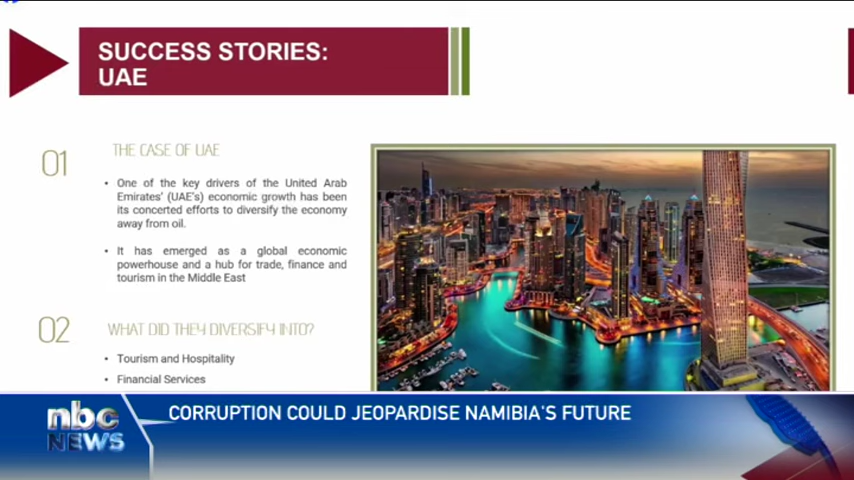 SUCCESS STORIES:
UAE
01
THE CASE OF UAE
• One of the key drivers of the United Arab
Emirates' (UAE's) economic growth has been
its concerted efforts to diversify the economy
away from oil.
• It has emerged as a global economic
powerhouse and a hub for trade, finance and
tourism in the Middle East
02
WHAT DID THEY DIVERSIFY INTO?
• Tourism and Hospitality
• Financial Services
nbc
NEWS
CORRUPTION COULD JEOPARDISE NAMIBIA'S FUTURE